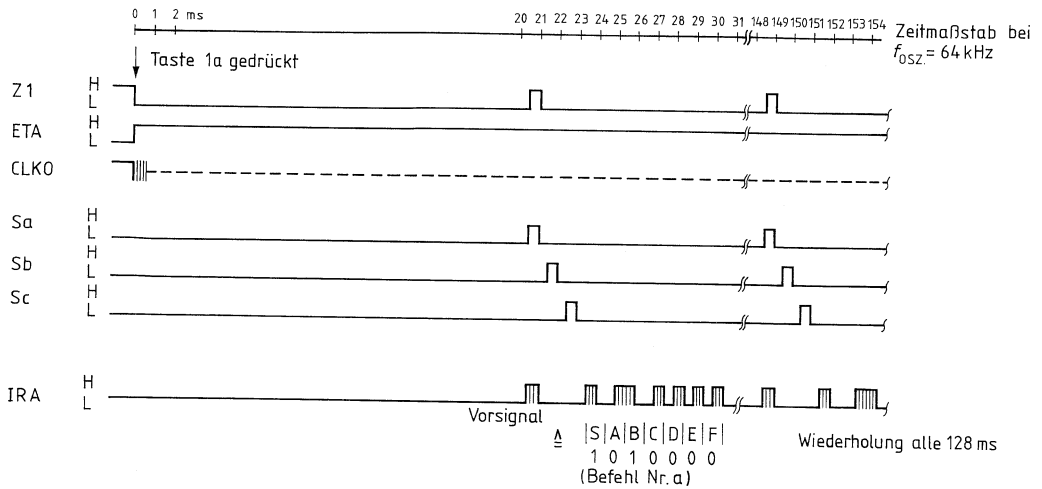 0 1 2 ms 20 21 22 23 24 25 26 27 28 29 30 31 148 149 150 151 152 153 154 Zeitmaßstab bei
f OSZ. = 64 kHz
Taste 1a gedrückt
Z1 H
L
ETA H
L
CLKO
Sa H
L
Sb H
L
Sc H
L
IRA H
L
Vorsignal
≙ |S|A|B|C|D|E|F|
1 0 1 0 0 0 0
(Befehl Nr. a)
Wiederholung alle 128 ms